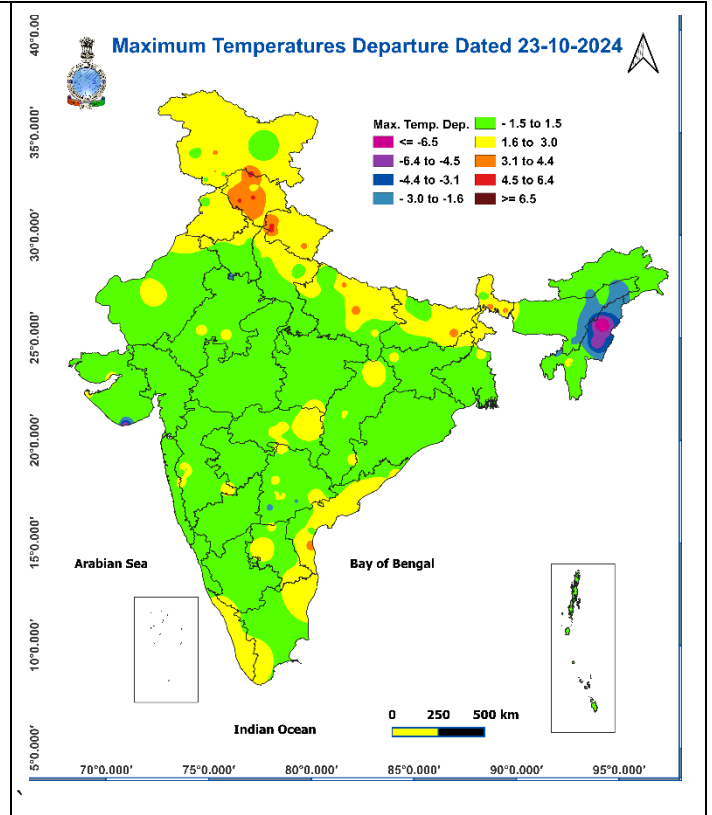 Maximum Temperatures Departure Dated 23-10-2024
Max. Temp. Dep.
<= -6.5
-6.4 to -4.5
-4.4 to -3.1
- 3.0 to -1.6
- 1.5 to 1.5
1.6 to 3.0
3.1 to 4.4
4.5 to 6.4
>= 6.5
40°0.00
35°0.000'
30°0.000'
25°0.000'
20°0.000'
15°0.000'
10°0.000'
5°0.000'
Arabian Sea
Bay of Bengal
Indian Ocean
0 250 500 km
70°0.000' 75°0.000' 80°0.000' 85°0.000' 90°0.000' 95°0.000'
`